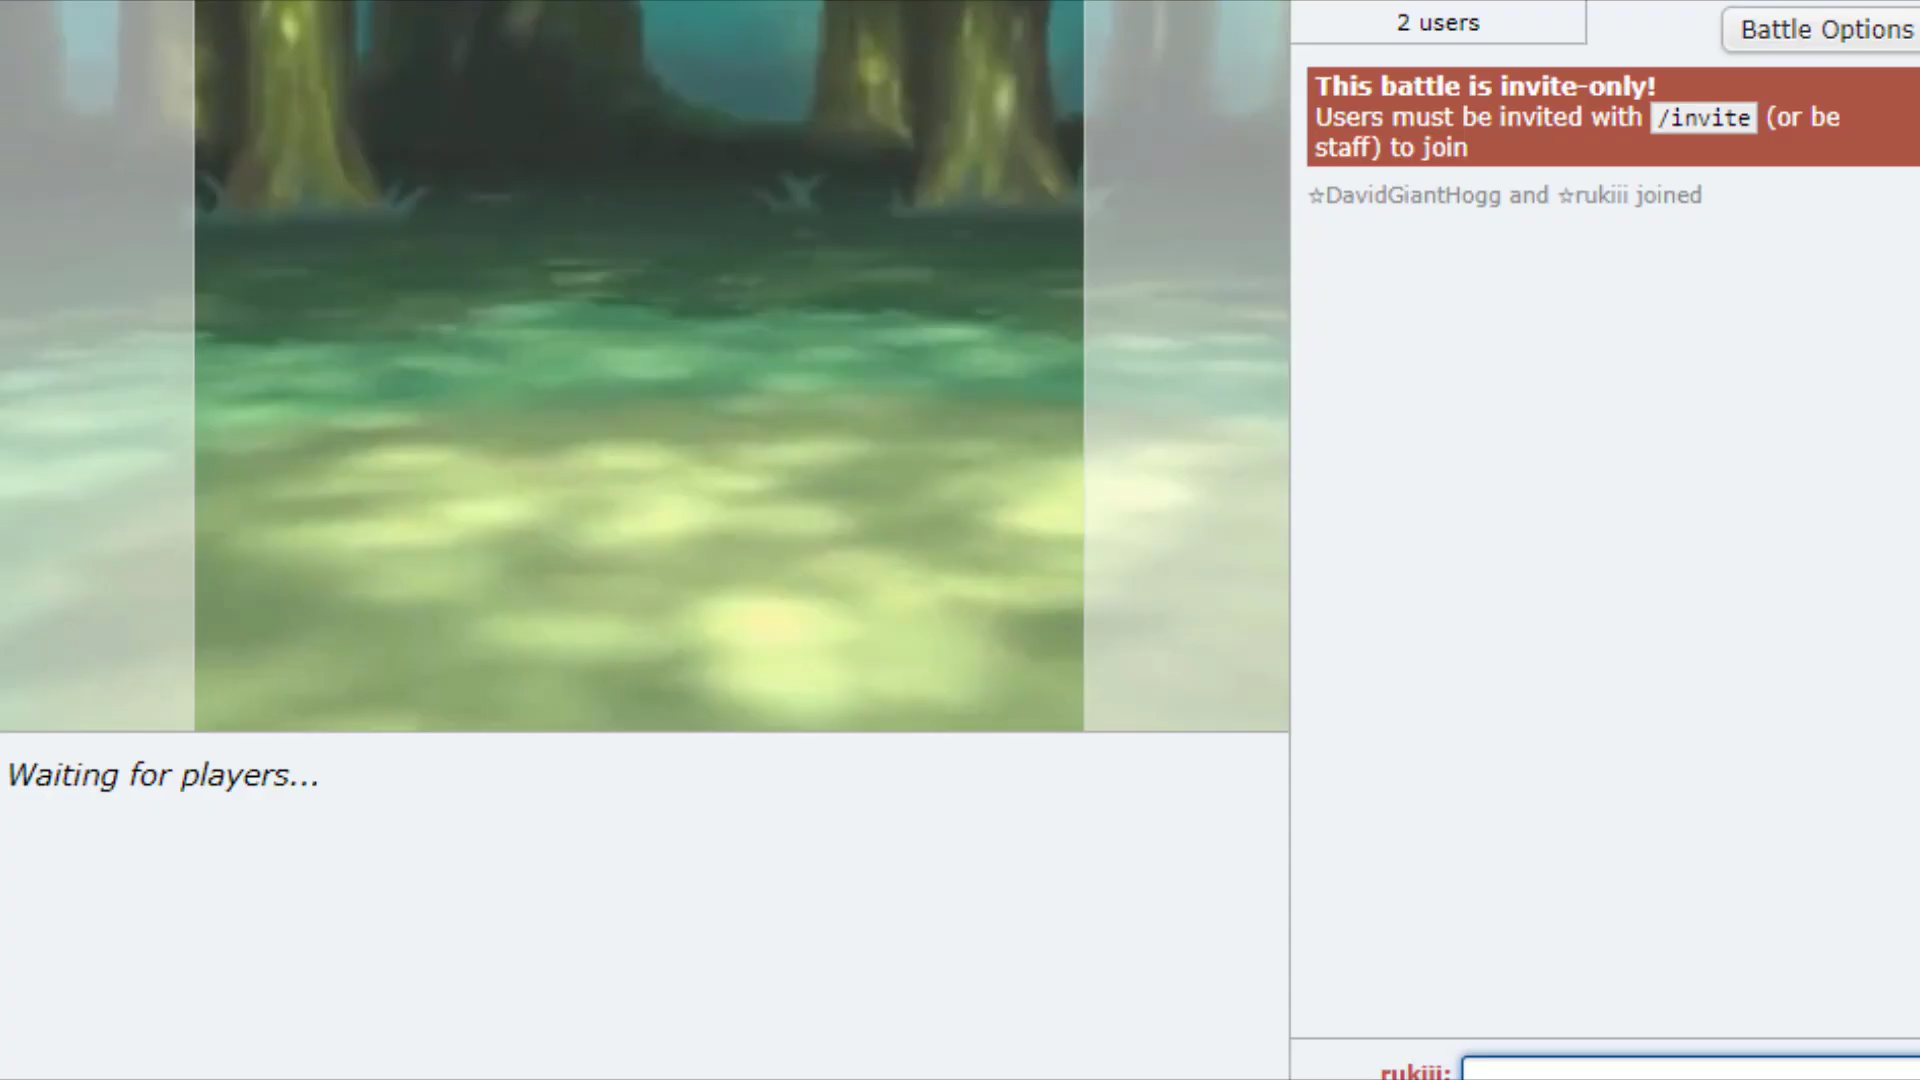 2 users
Battle Options
This battle is invite-only!
Users must be invited with /invite (or be
staff) to join
☆DavidGiantHogg and ☆rukiii joined
Waiting for players...
rukiii: